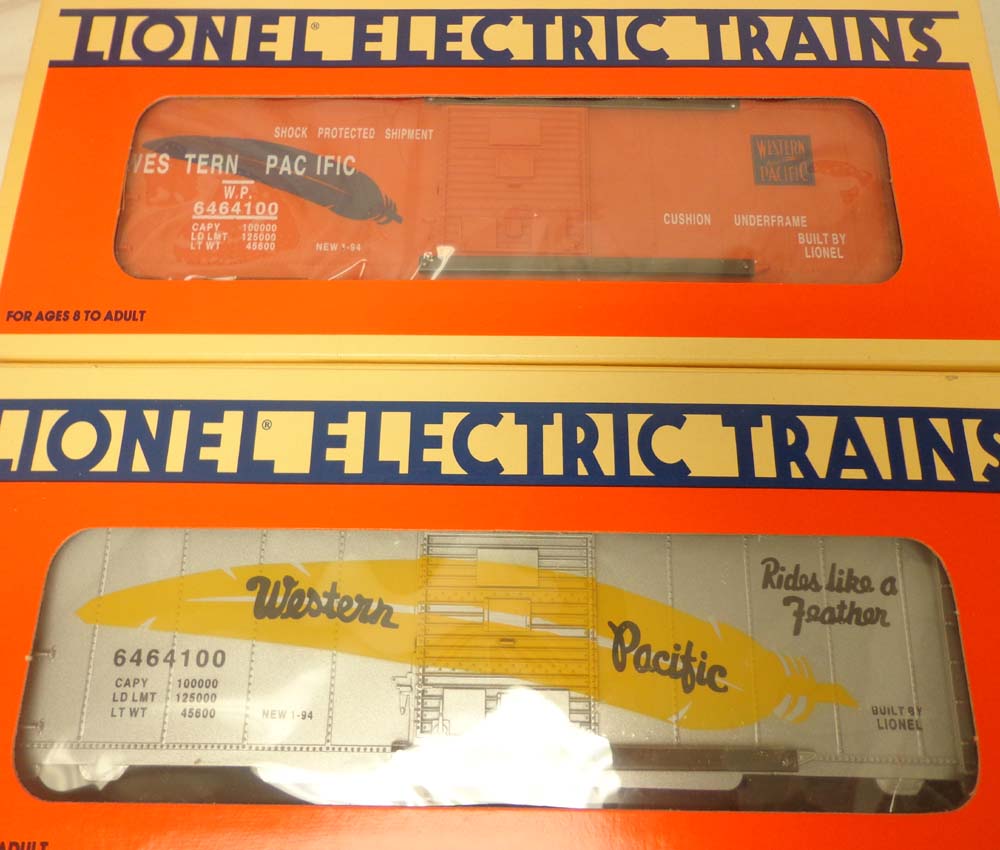 LIONEL® ELECTRIC TRAINS
SHOCK PROTECTED SHIPMENT
WES TERN PAC IFIC
W.P.
6464100
CAPY 100000
LD LMT 125000
LT WT 45600 NEW 1-94
WESTERN
PACIFIC
CUSHION UNDERFRAME
BUILT BY
LIONEL
FOR AGES 8 TO ADULT
LIONEL® ELECTRIC TRAINS
Western
Pacific
Rides like a
Feather
6464100
CAPY 100000
LD LMT 125000
LT WT 45600 NEW 1-94
BUILT BY
LIONEL
ADULT